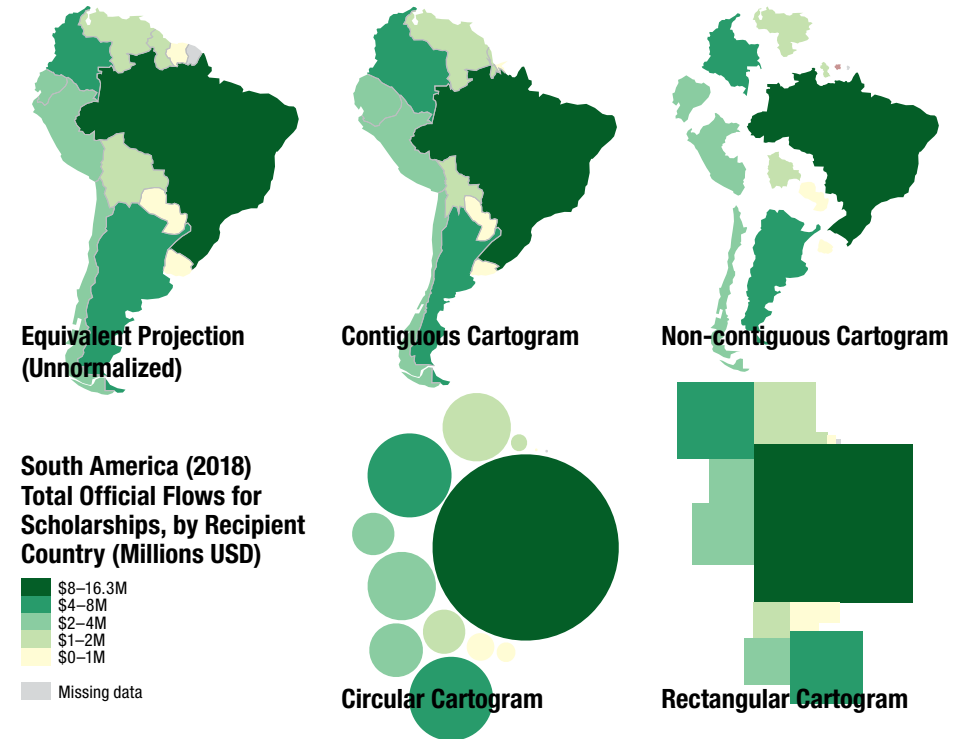 Equivalent Projection
(Unnormalized)
Contiguous Cartogram
Non-contiguous Cartogram
South America (2018)
Total Official Flows for
Scholarships, by Recipient
Country (Millions USD)
$8–16.3M
$4–8M
$2–4M
$1–2M
$0–1M
Missing data
Circular Cartogram
Rectangular Cartogram